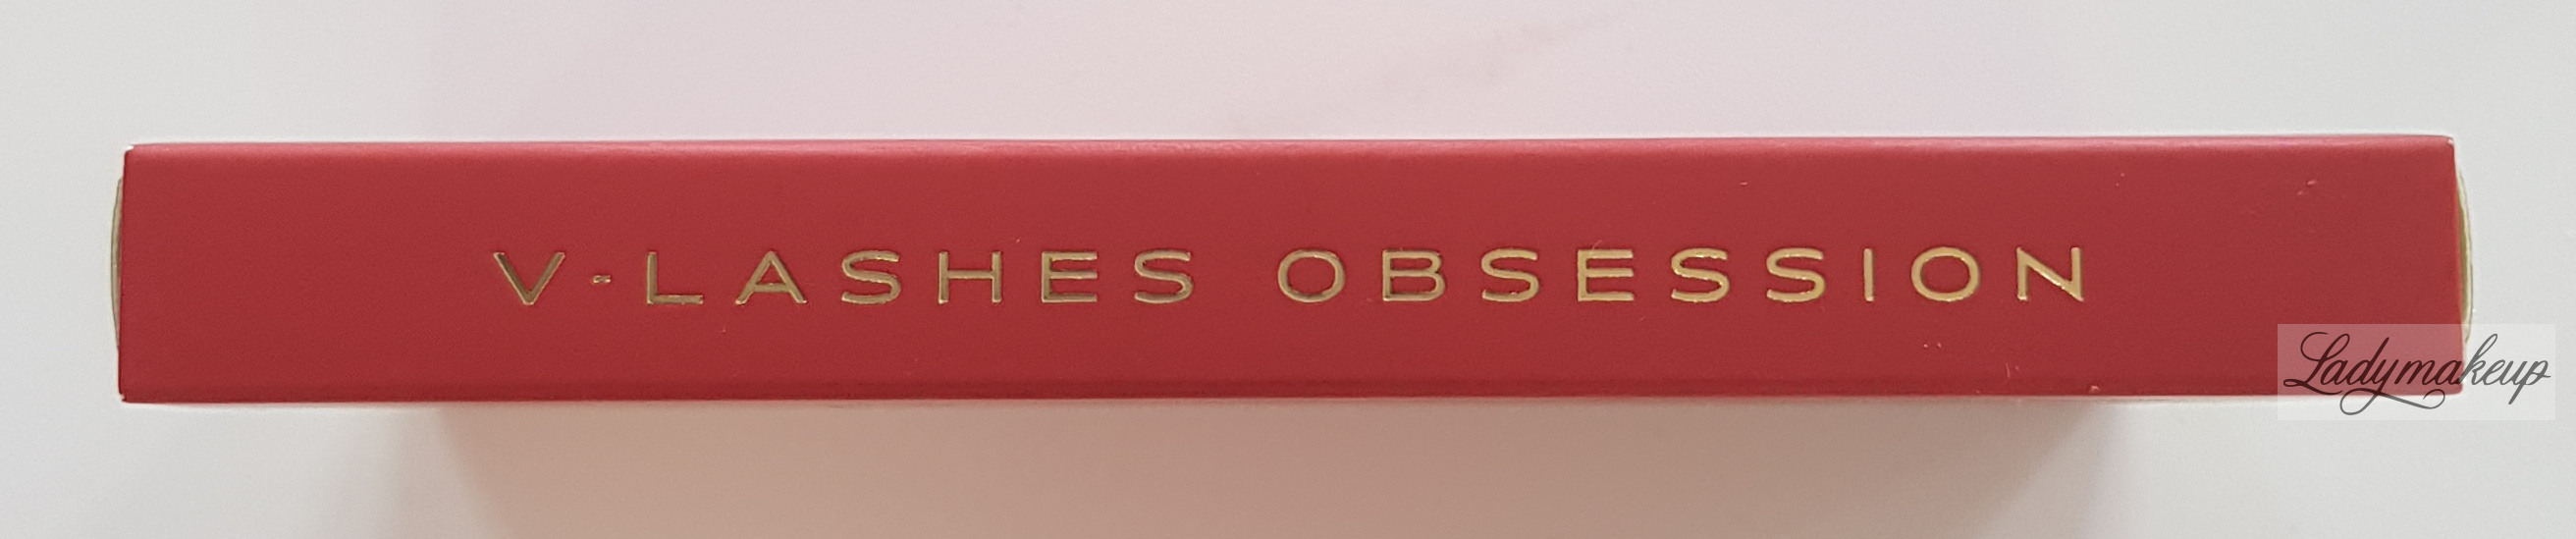 V-LASHES OBSESSION
Ladymakeup